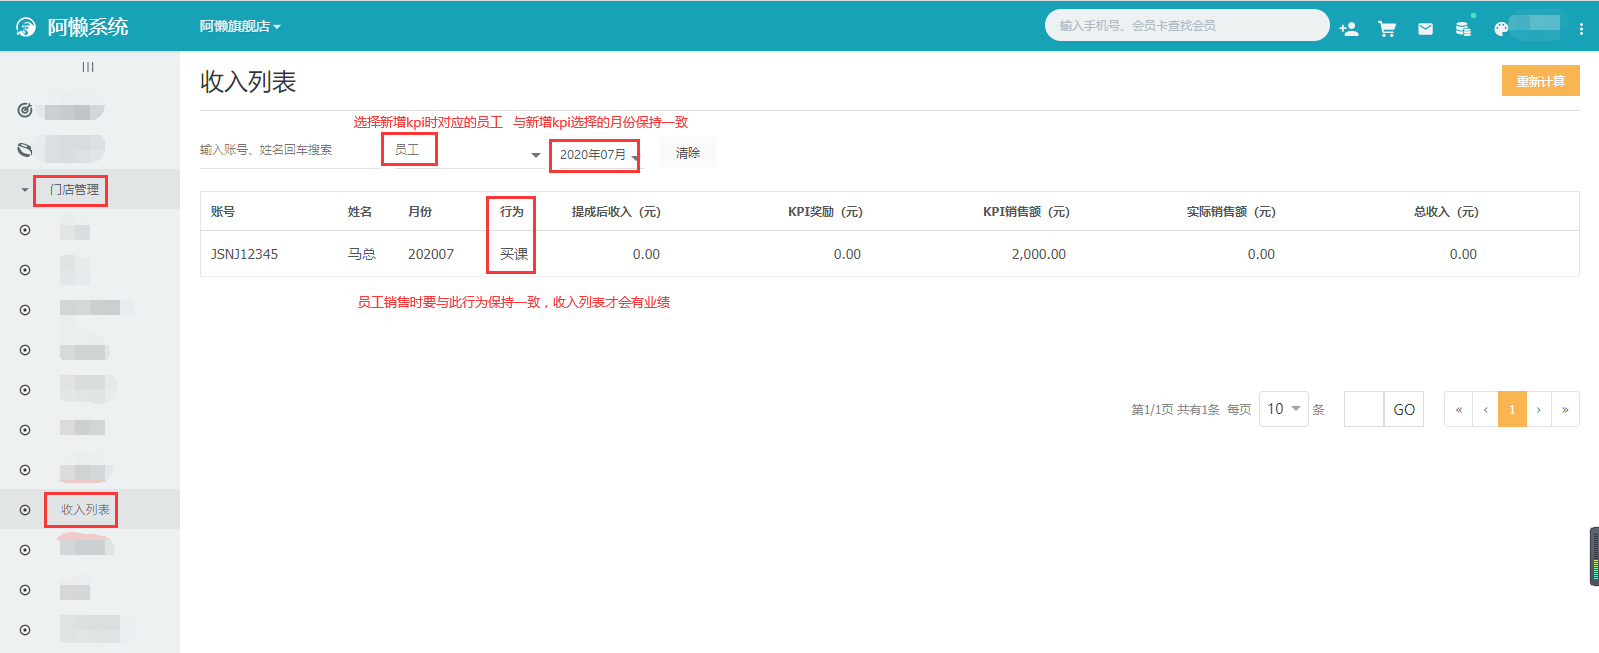 阿懒系统
阿懒旗舰店
输入手机号、会员卡查找会员
收入列表
重新计算
选择新增kpi时对应的员工 与新增kpi选择的月份保持一致
输入账号、姓名回车搜索
员工
2020年07月
清除
门店管理
账号 姓名 月份 行为 提成后收入（元） KPI奖励（元） KPI销售额（元） 实际销售额（元） 总收入（元）
JSNJ12345 马总 202007 买课 0.00 0.00 2,000.00 0.00 0.00
员工销售时要与此行为保持一致，收入列表才会有业绩
第1/1页 共有1条 每页 10 条 GO « ‹ 1 › »
收入列表